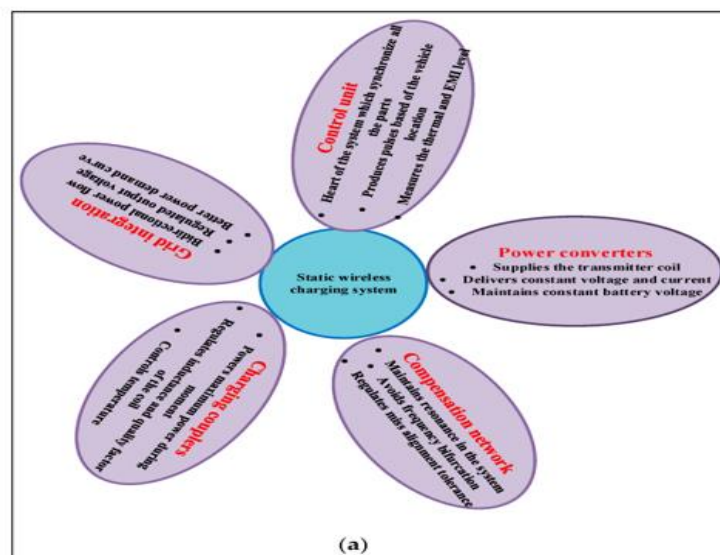 Control unit
• Heart of the system which synchronize all
the parts
• Produces pulses based of the vehicle
location
• Measures the thermal and EMI level
Power converters
• Supplies the transmitter coil
• Delivers constant voltage and current
• Maintains constant battery voltage
Compensation network
• Maintains resonance in the system
• Avoids frequency bifurcation
• Regulates miss alignment tolerance
Charging couplers
• Powers maximum power during
moment
• Regulates inductance and quality factor
of the coil
• Controls temperature
Grid integration
• Bidirectional power flow
• Regulated output voltage
• Better power demand curve
Static wireless
charging system
(a)